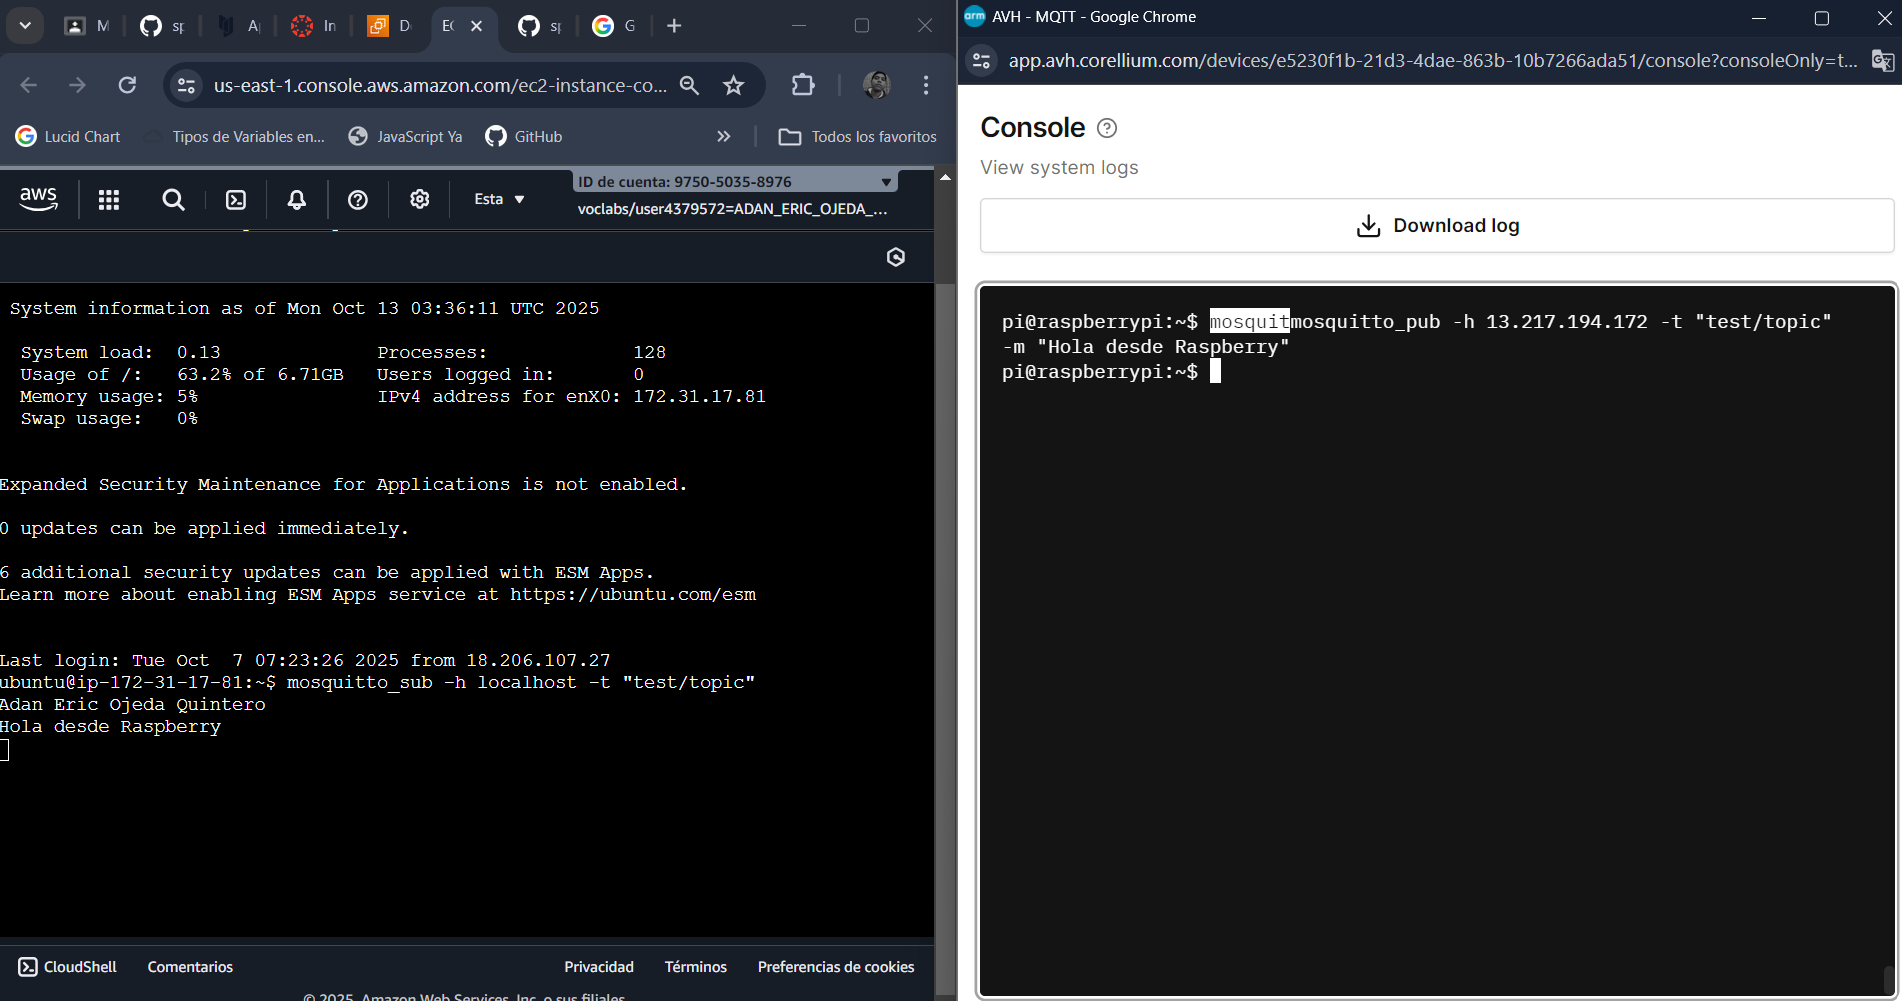 M
sp
A
In
D
EC
sp
G
us-east-1.console.aws.amazon.com/ec2-instance-co...
Lucid Chart
Tipos de Variables en...
JavaScript Ya
GitHub
»
Todos los favoritos
aws
Esta
ID de cuenta: 9750-5035-8976
voclabs/user4379572=ADAN_ERIC_OJEDA_...
System information as of Mon Oct 13 03:36:11 UTC 2025
System load:  0.13                Processes:             128
Usage of /:   63.2% of 6.71GB   Users logged in:       0
Memory usage: 5%                IPv4 address for enX0: 172.31.17.81
Swap usage:   0%
Expanded Security Maintenance for Applications is not enabled.
0 updates can be applied immediately.
6 additional security updates can be applied with ESM Apps.
Learn more about enabling ESM Apps service at https://ubuntu.com/esm
Last login: Tue Oct  7 07:23:26 2025 from 18.206.107.27
ubuntu@ip-172-31-17-81:~$ mosquitto_sub -h localhost -t "test/topic"
Adan Eric Ojeda Quintero
Hola desde Raspberry
CloudShell
Comentarios
Privacidad
Términos
Preferencias de cookies
© 2025, Amazon Web Services, Inc. o sus filiales.
arm
AVH - MQTT - Google Chrome
app.avh.corellium.com/devices/e5230f1b-21d3-4dae-863b-10b7266ada51/console?consoleOnly=t...
Console
View system logs
Download log
pi@raspberrypi:~$ mosquitmosquitto_pub -h 13.217.194.172 -t "test/topic"
-m "Hola desde Raspberry"
pi@raspberrypi:~$